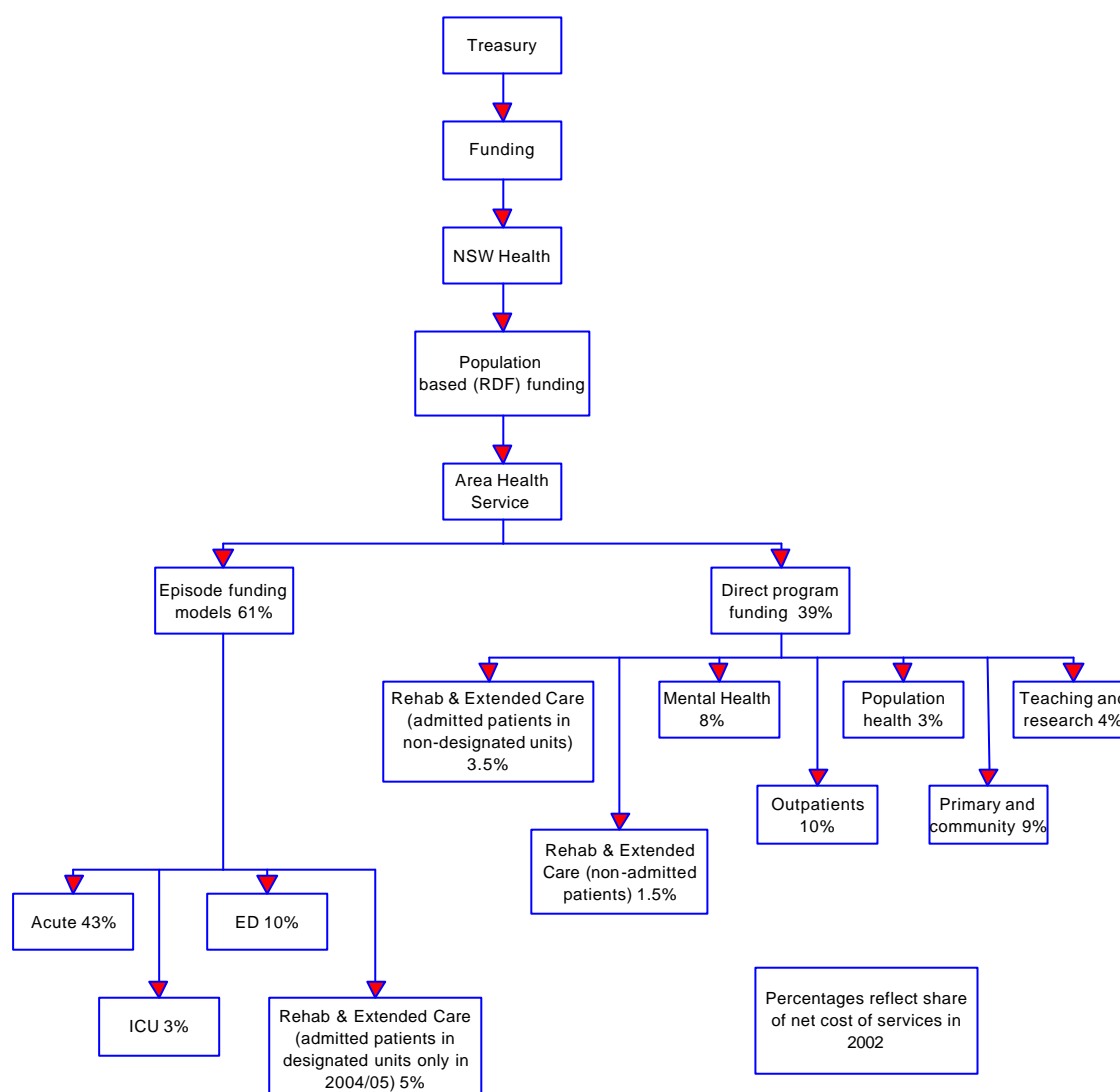 Treasury
Funding
NSW Health
Population
based (RDF) funding
Area Health
Service
Episode funding
models 61%
Direct program
funding 39%
Rehab & Extended Care
(admitted patients in
non-designated units)
3.5%
Mental Health
8%
Population
health 3%
Teaching and
research 4%
Outpatients
10%
Primary and
community 9%
Rehab & Extended
Care (non-admitted
patients) 1.5%
Acute 43%
ED 10%
ICU 3%
Rehab & Extended Care
(admitted patients in
designated units only in
2004/05) 5%
Percentages reflect share
of net cost of services in
2002